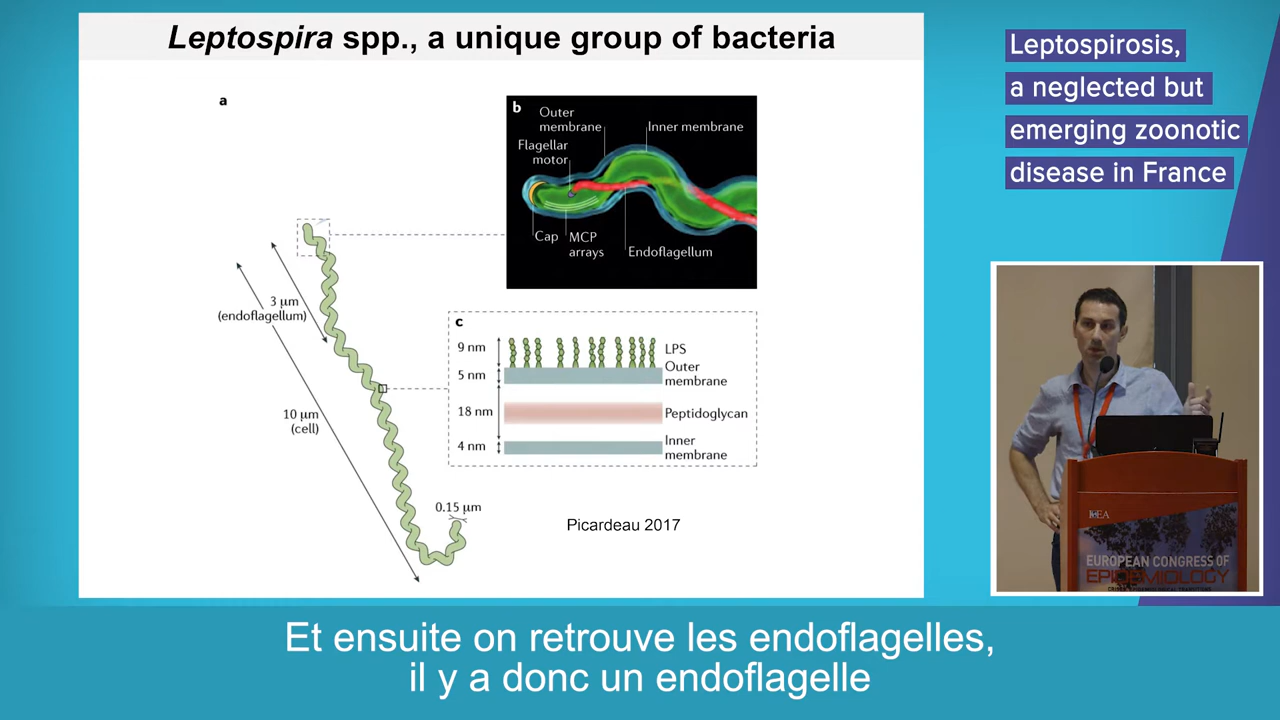 Leptospira spp., a unique group of bacteria
Leptospirosis,
a neglected but
emerging zoonotic
disease in France
a
b
Outer
membrane
Inner membrane
Flagellar
motor
Cap
MCP
arrays
Endoflagellum
3 µm
(endoflagellum)
10 µm
(cell)
0.15 µm
c
9 nm
LPS
5 nm
Outer
membrane
18 nm
Peptidoglycan
4 nm
Inner
membrane
Picardeau 2017
EUROPEAN CONGRESS OF
EPIDEMIOLOGY
Et ensuite on retrouve les endoflagelles,
il y a donc un endoflagelle